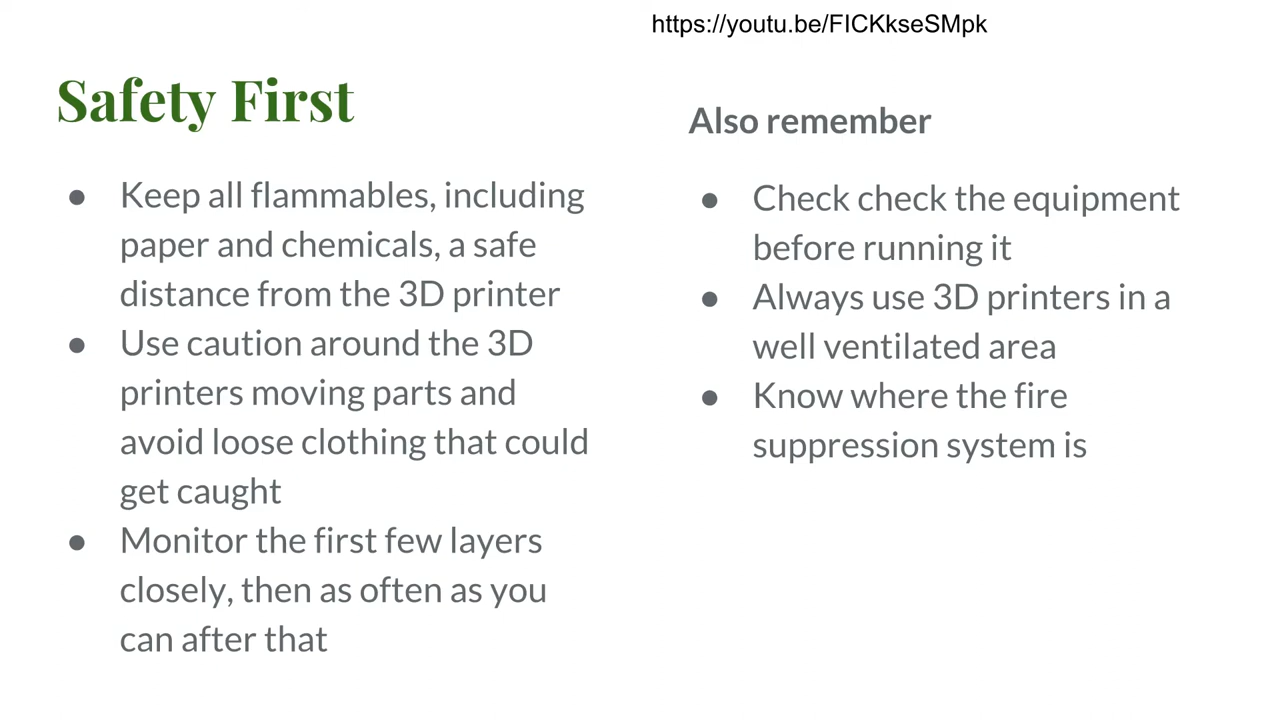 https://youtu.be/FICKkseSMpk
Safety First
● Keep all flammables, including
paper and chemicals, a safe
distance from the 3D printer
● Use caution around the 3D
printers moving parts and
avoid loose clothing that could
get caught
● Monitor the first few layers
closely, then as often as you
can after that
Also remember
● Check check the equipment
before running it
● Always use 3D printers in a
well ventilated area
● Know where the fire
suppression system is